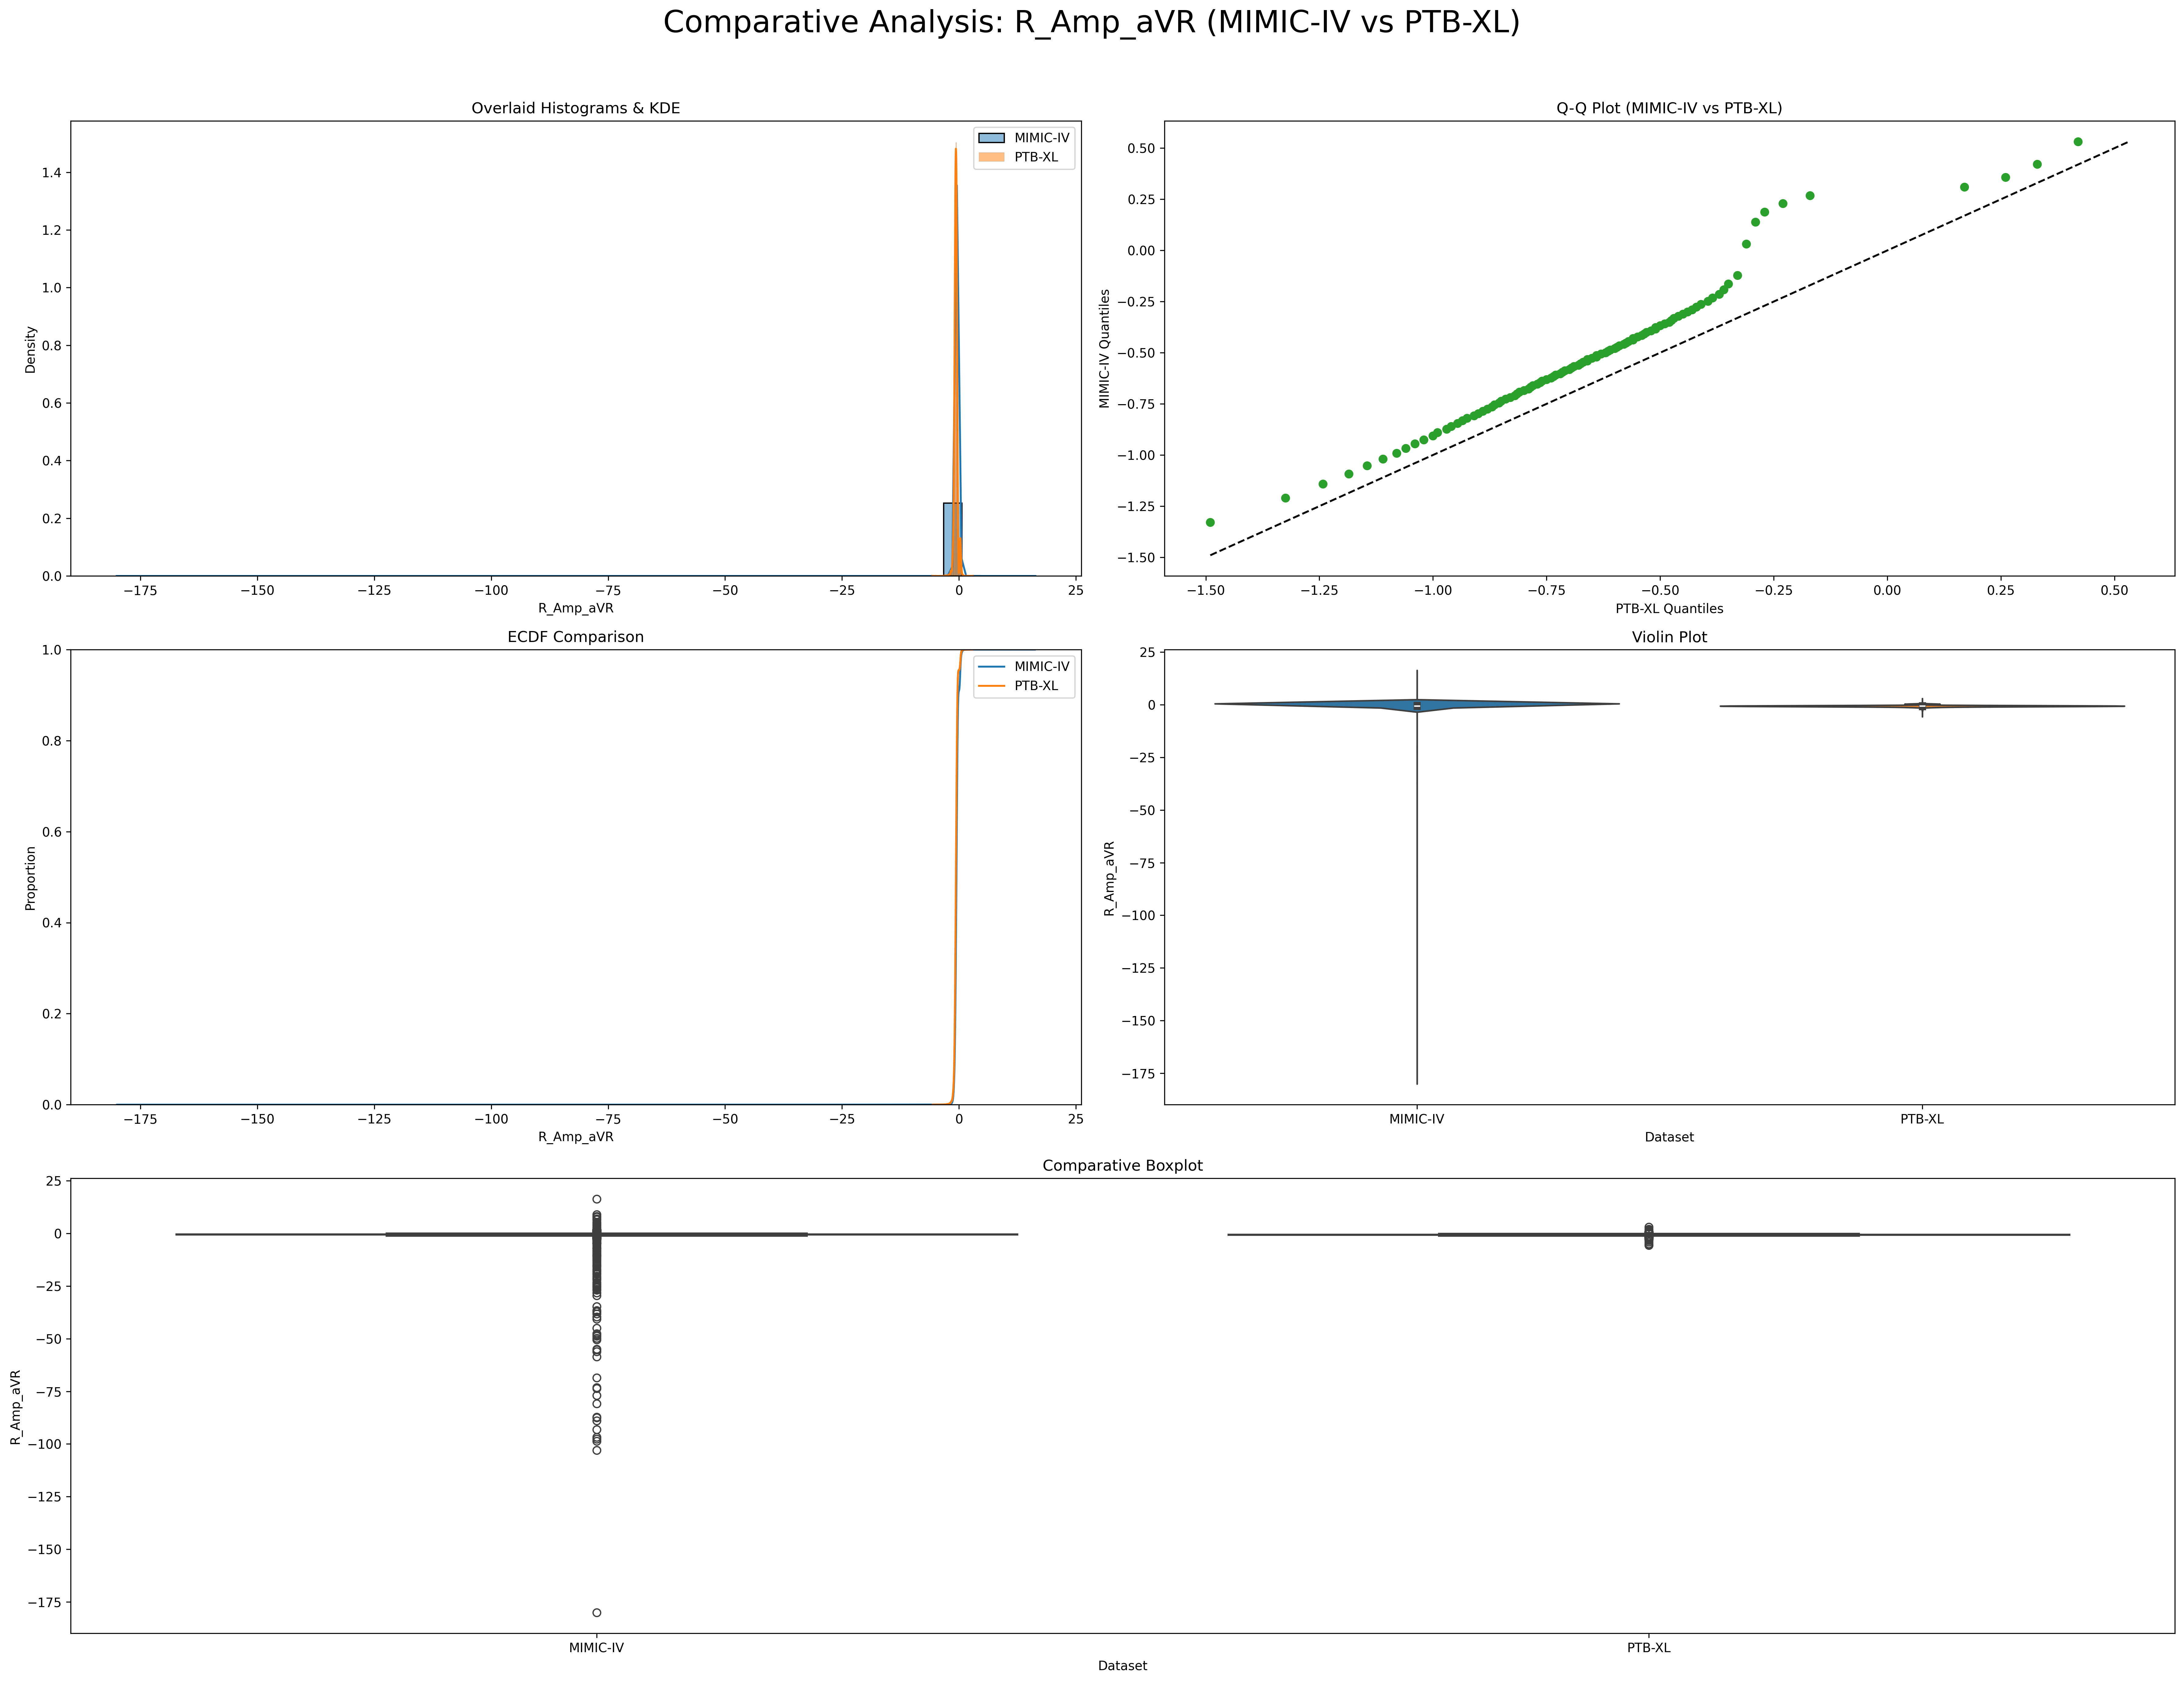 Comparative Analysis: R_Amp_aVR (MIMIC-IV vs PTB-XL)
Overlaid Histograms & KDE
Density
1.4
1.2
1.0
0.8
0.6
0.4
0.2
0.0
−175 −150 −125 −100 −75 −50 −25 0 25
R_Amp_aVR
MIMIC-IV
PTB-XL
Q-Q Plot (MIMIC-IV vs PTB-XL)
MIMIC-IV Quantiles
0.50
0.25
0.00
−0.25
−0.50
−0.75
−1.00
−1.25
−1.50
−1.50 −1.25 −1.00 −0.75 −0.50 −0.25 0.00 0.25 0.50
PTB-XL Quantiles
ECDF Comparison
Proportion
1.0
0.8
0.6
0.4
0.2
0.0
−175 −150 −125 −100 −75 −50 −25 0 25
R_Amp_aVR
MIMIC-IV
PTB-XL
Violin Plot
R_Amp_aVR
25
0
−25
−50
−75
−100
−125
−150
−175
MIMIC-IV PTB-XL
Dataset
Comparative Boxplot
R_Amp_aVR
25
0
−25
−50
−75
−100
−125
−150
−175
MIMIC-IV PTB-XL
Dataset